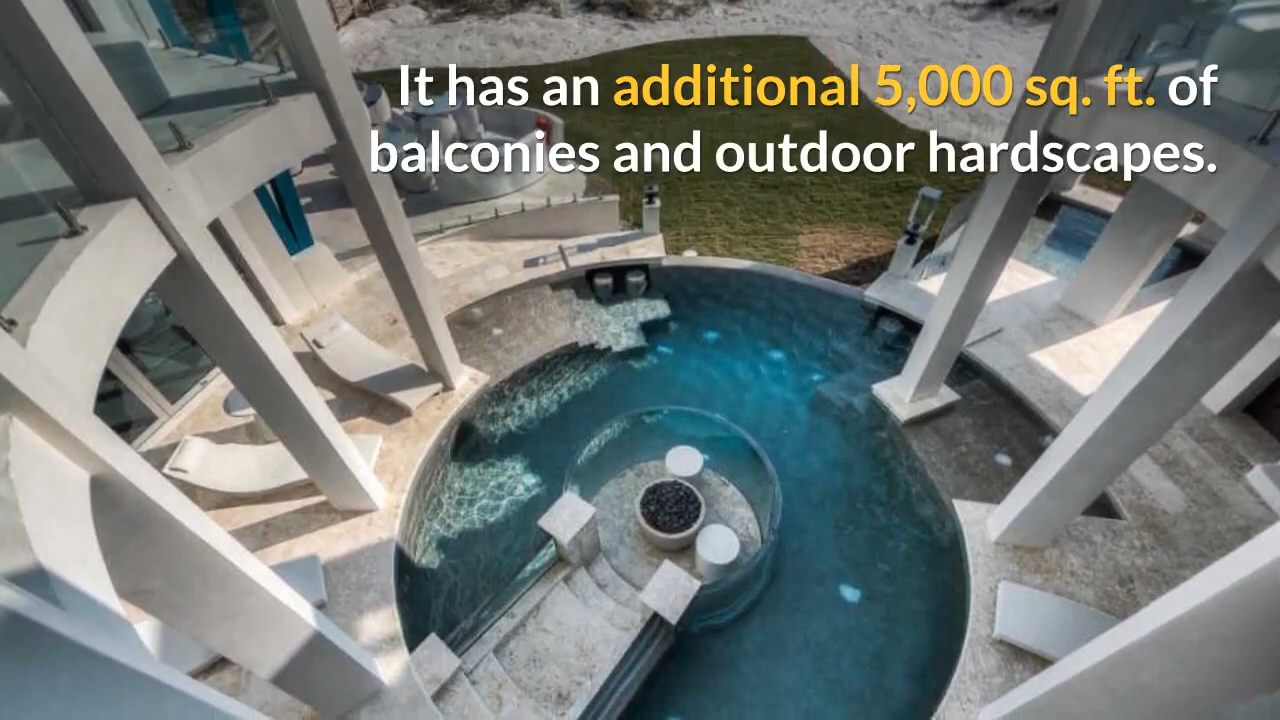 It has an additional 5,000 sq. ft. of
balconies and outdoor hardscapes.